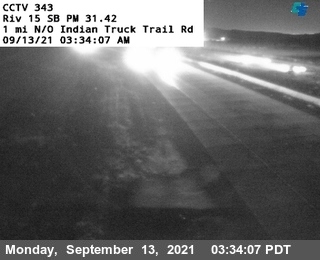 CCTV 343
Riv 15 SB PM 31.42
1 mi N/O Indian Truck Trail Rd
09/13/21 03:34:07 AM
Monday, September 13, 2021 03:34:07 PDT